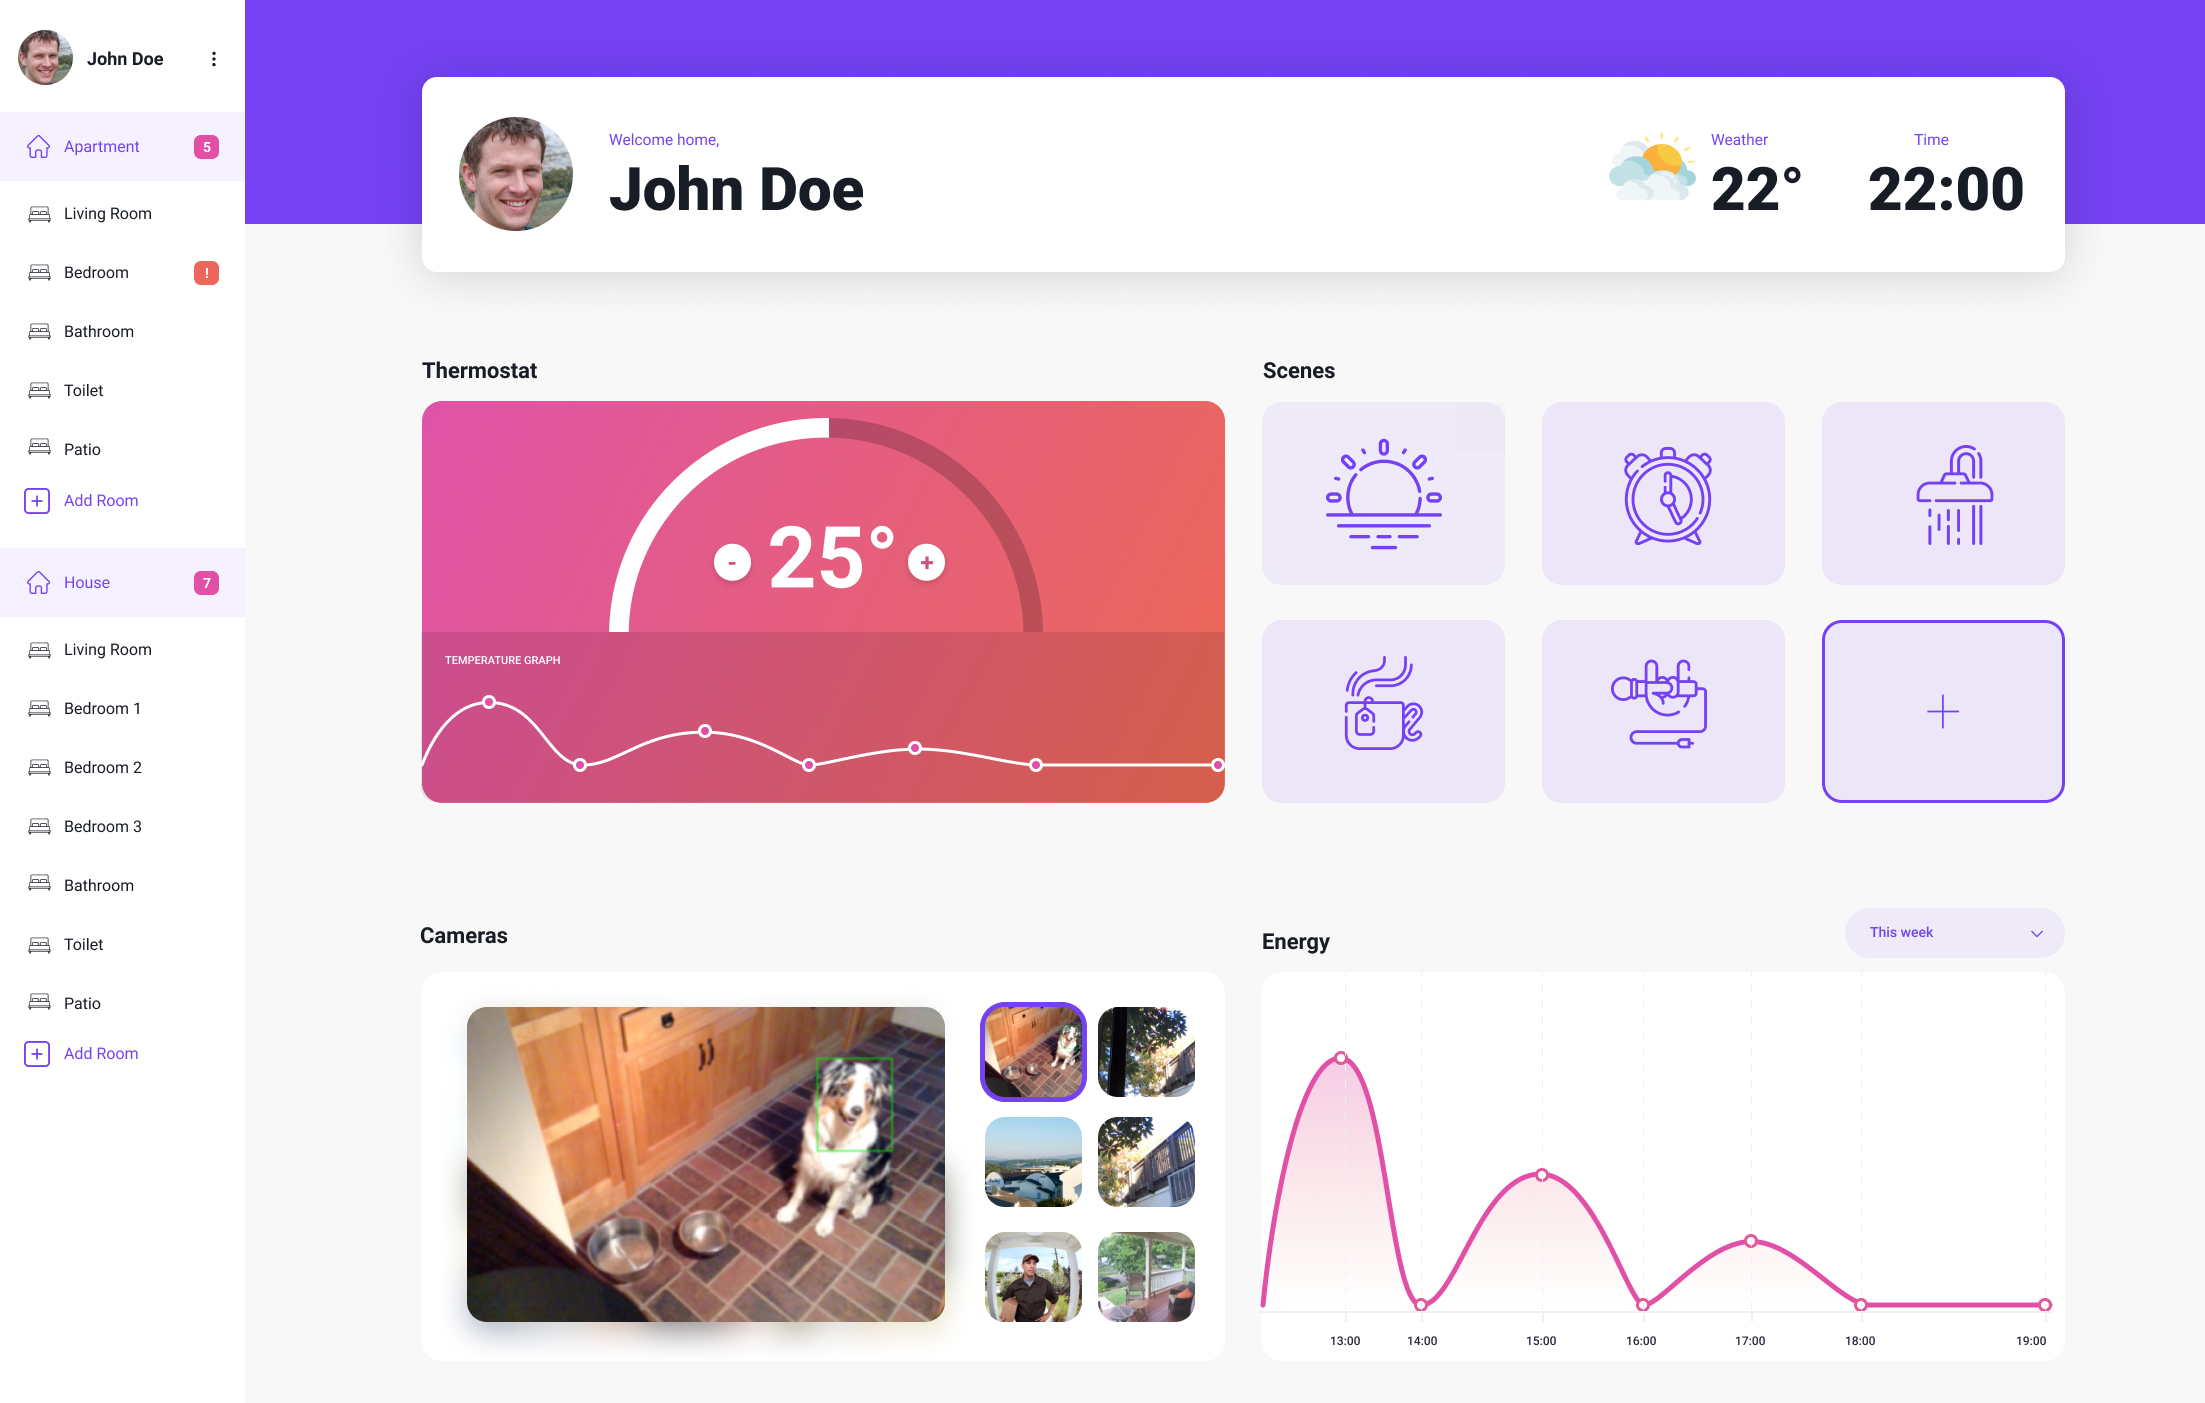 John Doe
Apartment 5
Living Room
Bedroom !
Bathroom
Toilet
Patio
Add Room
House 7
Living Room
Bedroom 1
Bedroom 2
Bedroom 3
Bathroom
Toilet
Patio
Add Room
Welcome home,
John Doe
Weather
22°
Time
22:00
Thermostat
- 25° +
TEMPERATURE GRAPH
Scenes
Cameras
Energy
This week
13:00 14:00 15:00 16:00 17:00 18:00 19:00